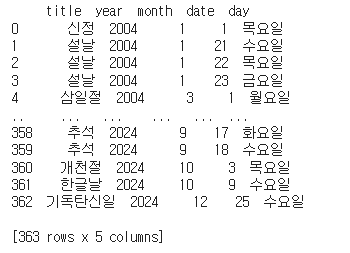 title year month date day
0 신정 2004 1 1 목요일
1 설날 2004 1 21 수요일
2 설날 2004 1 22 목요일
3 설날 2004 1 23 금요일
4 삼일절 2004 3 1 월요일
.. ... ... ... ... ...
358 추석 2024 9 17 화요일
359 추석 2024 9 18 수요일
360 개천절 2024 10 3 목요일
361 한글날 2024 10 9 수요일
362 기독탄신일 2024 12 25 수요일
[363 rows x 5 columns]